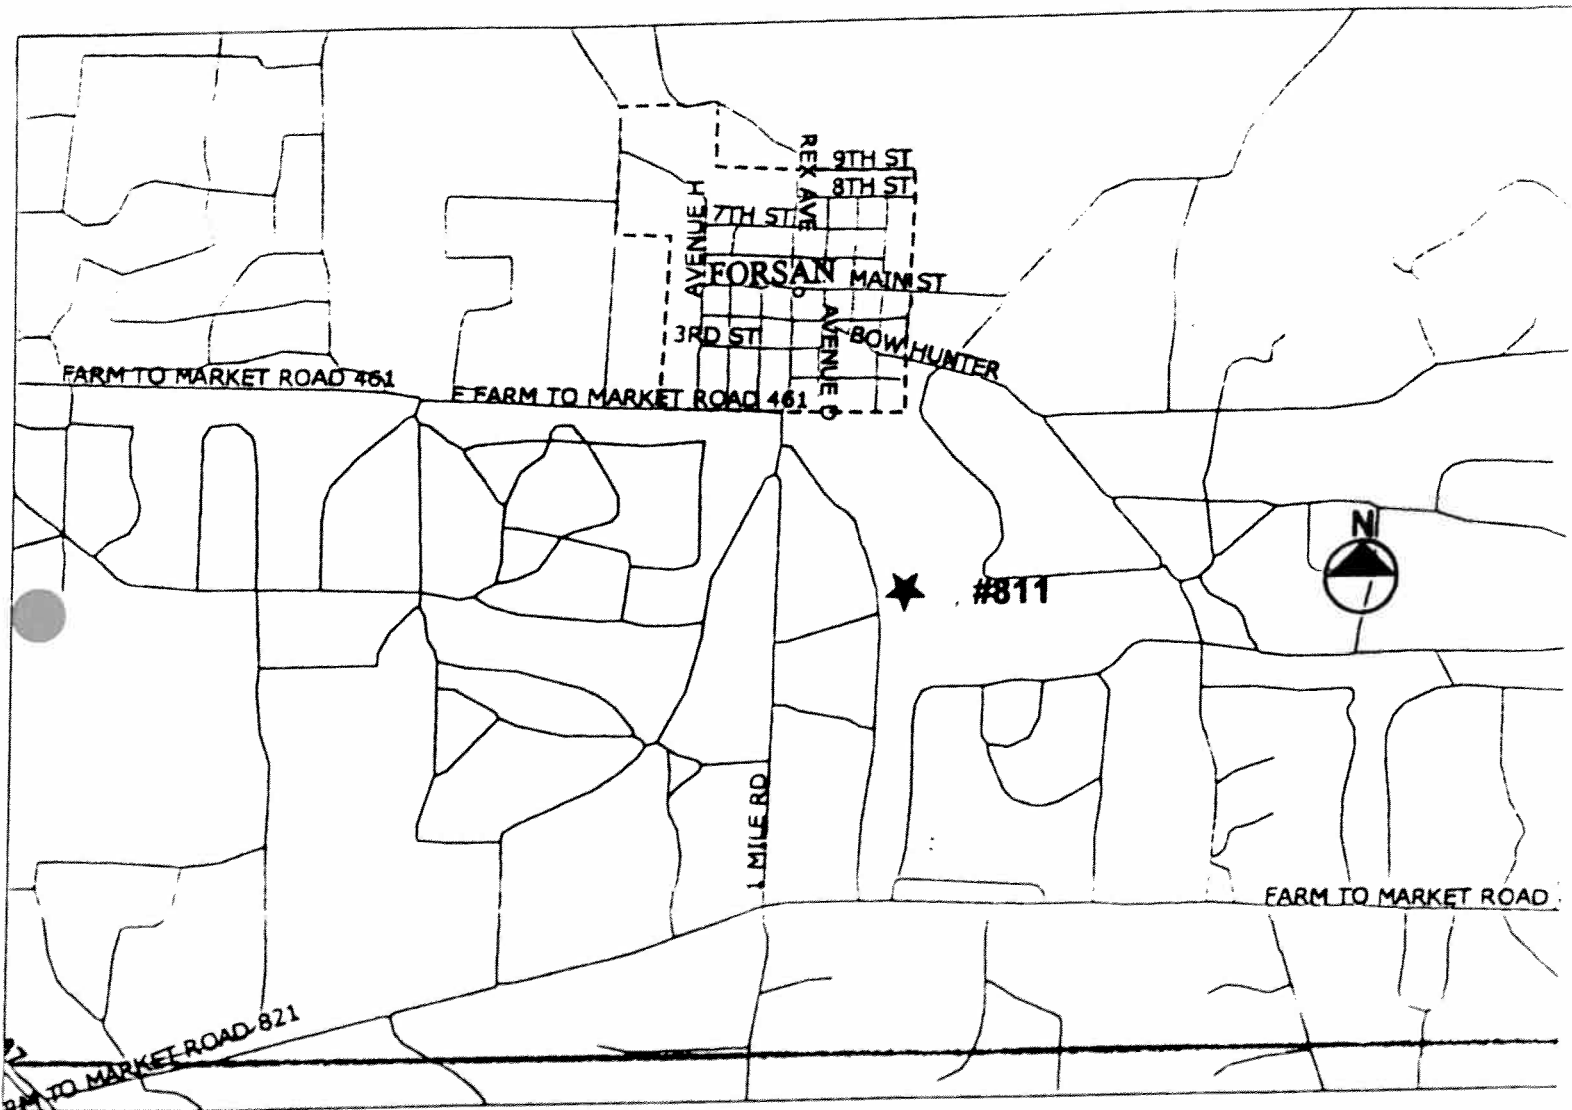 REX AVE
9TH ST
8TH ST
AVENUE H
7TH ST
FORSAN
MAIN ST
3RD ST
AVENUE O
BOW HUNTER
FARM TO MARKET ROAD 461
E FARM TO MARKET ROAD 461
N
#811
1 MILE RD
FARM TO MARKET ROAD
TO MARKET ROAD 821